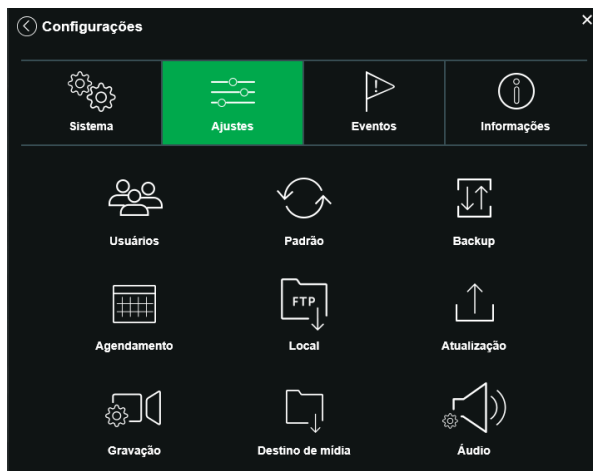 Configurações
Sistema Ajustes Eventos Informações
Usuários Padrão Backup
FTP
Agendamento Local Atualização
Gravação Destino de mídia Áudio